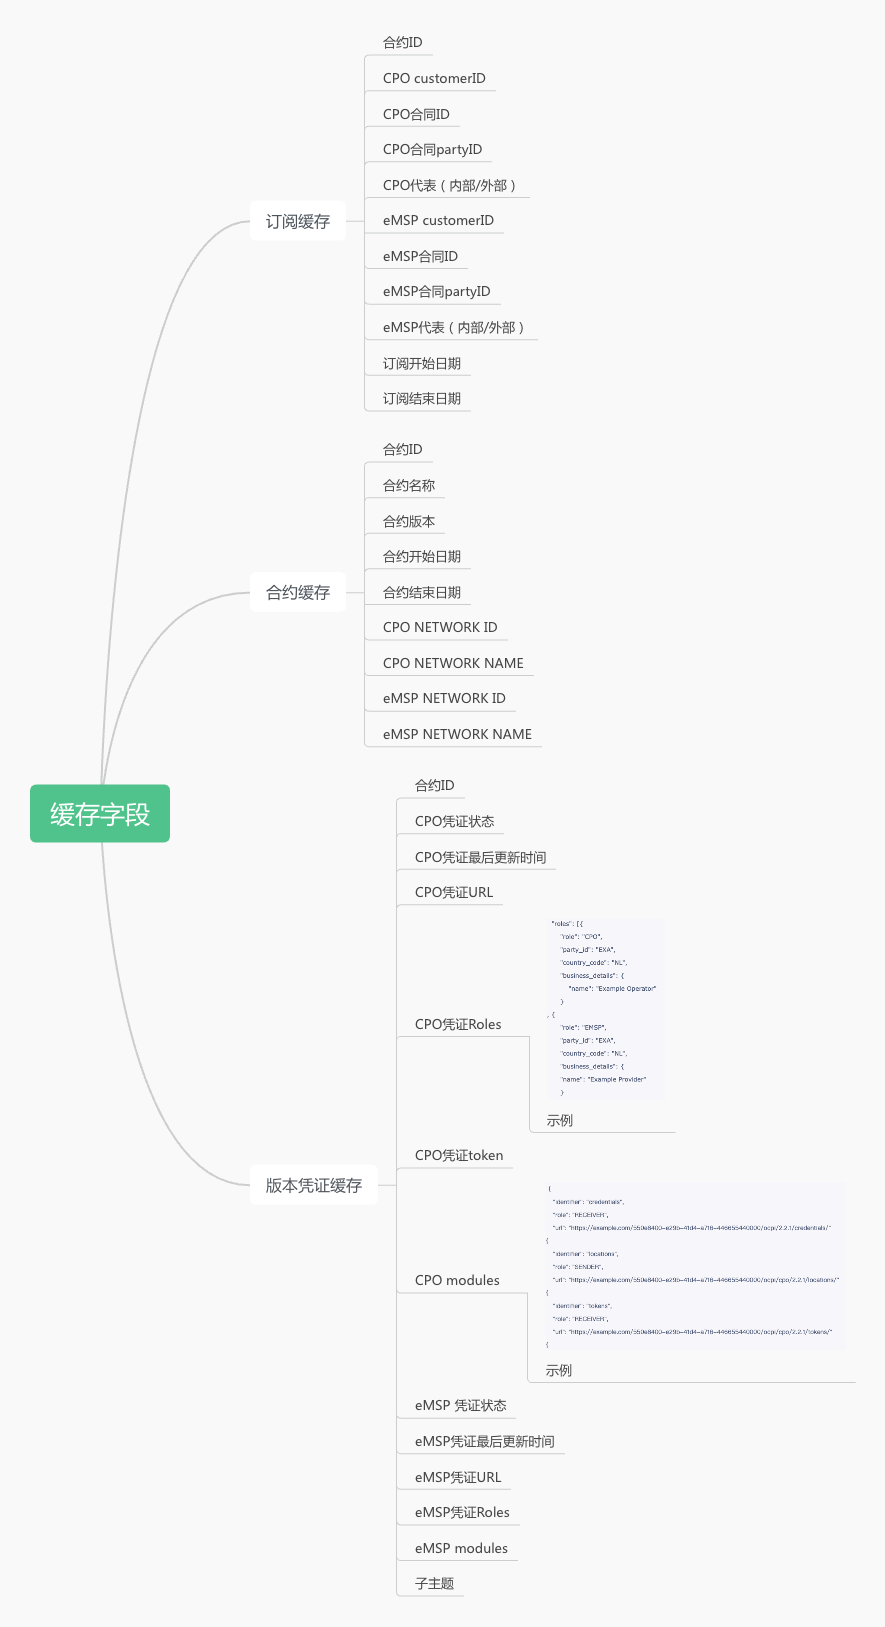 缓存字段
订阅缓存
合约ID
CPO customerID
CPO合同ID
CPO合同partyID
CPO代表（内部/外部）
eMSP customerID
eMSP合同ID
eMSP合同partyID
eMSP代表（内部/外部）
订阅开始日期
订阅结束日期
合约缓存
合约ID
合约名称
合约版本
合约开始日期
合约结束日期
CPO NETWORK ID
CPO NETWORK NAME
eMSP NETWORK ID
eMSP NETWORK NAME
版本凭证缓存
合约ID
CPO凭证状态
CPO凭证最后更新时间
CPO凭证URL
CPO凭证Roles
"roles": [{
"role": "CPO",
"party_id": "EXA",
"country_code": "NL",
"business_details": {
"name": "Example Operator"
}
, {
"role": "EMSP",
"party_id": "EXA",
"country_code": "NL",
"business_details": {
"name": "Example Provider"
}
示例
CPO凭证token
CPO modules
{
"identifier": "credentials",
"role": "RECEIVER",
"url": "https://example.com/550e8400-e29b-41d4-a716-446655440000/ocpi/2.2.1/credentials/"
{
"identifier": "locations",
"role": "SENDER",
"url": "https://example.com/550e8400-e29b-41d4-a716-446655440000/ocpi/cpo/2.2.1/locations/"
{
"identifier": "tokens",
"role": "RECEIVER",
"url": "https://example.com/550e8400-e29b-41d4-a716-446655440000/ocpi/cpo/2.2.1/tokens/"
{
示例
eMSP 凭证状态
eMSP凭证最后更新时间
eMSP凭证URL
eMSP凭证Roles
eMSP modules
子主题